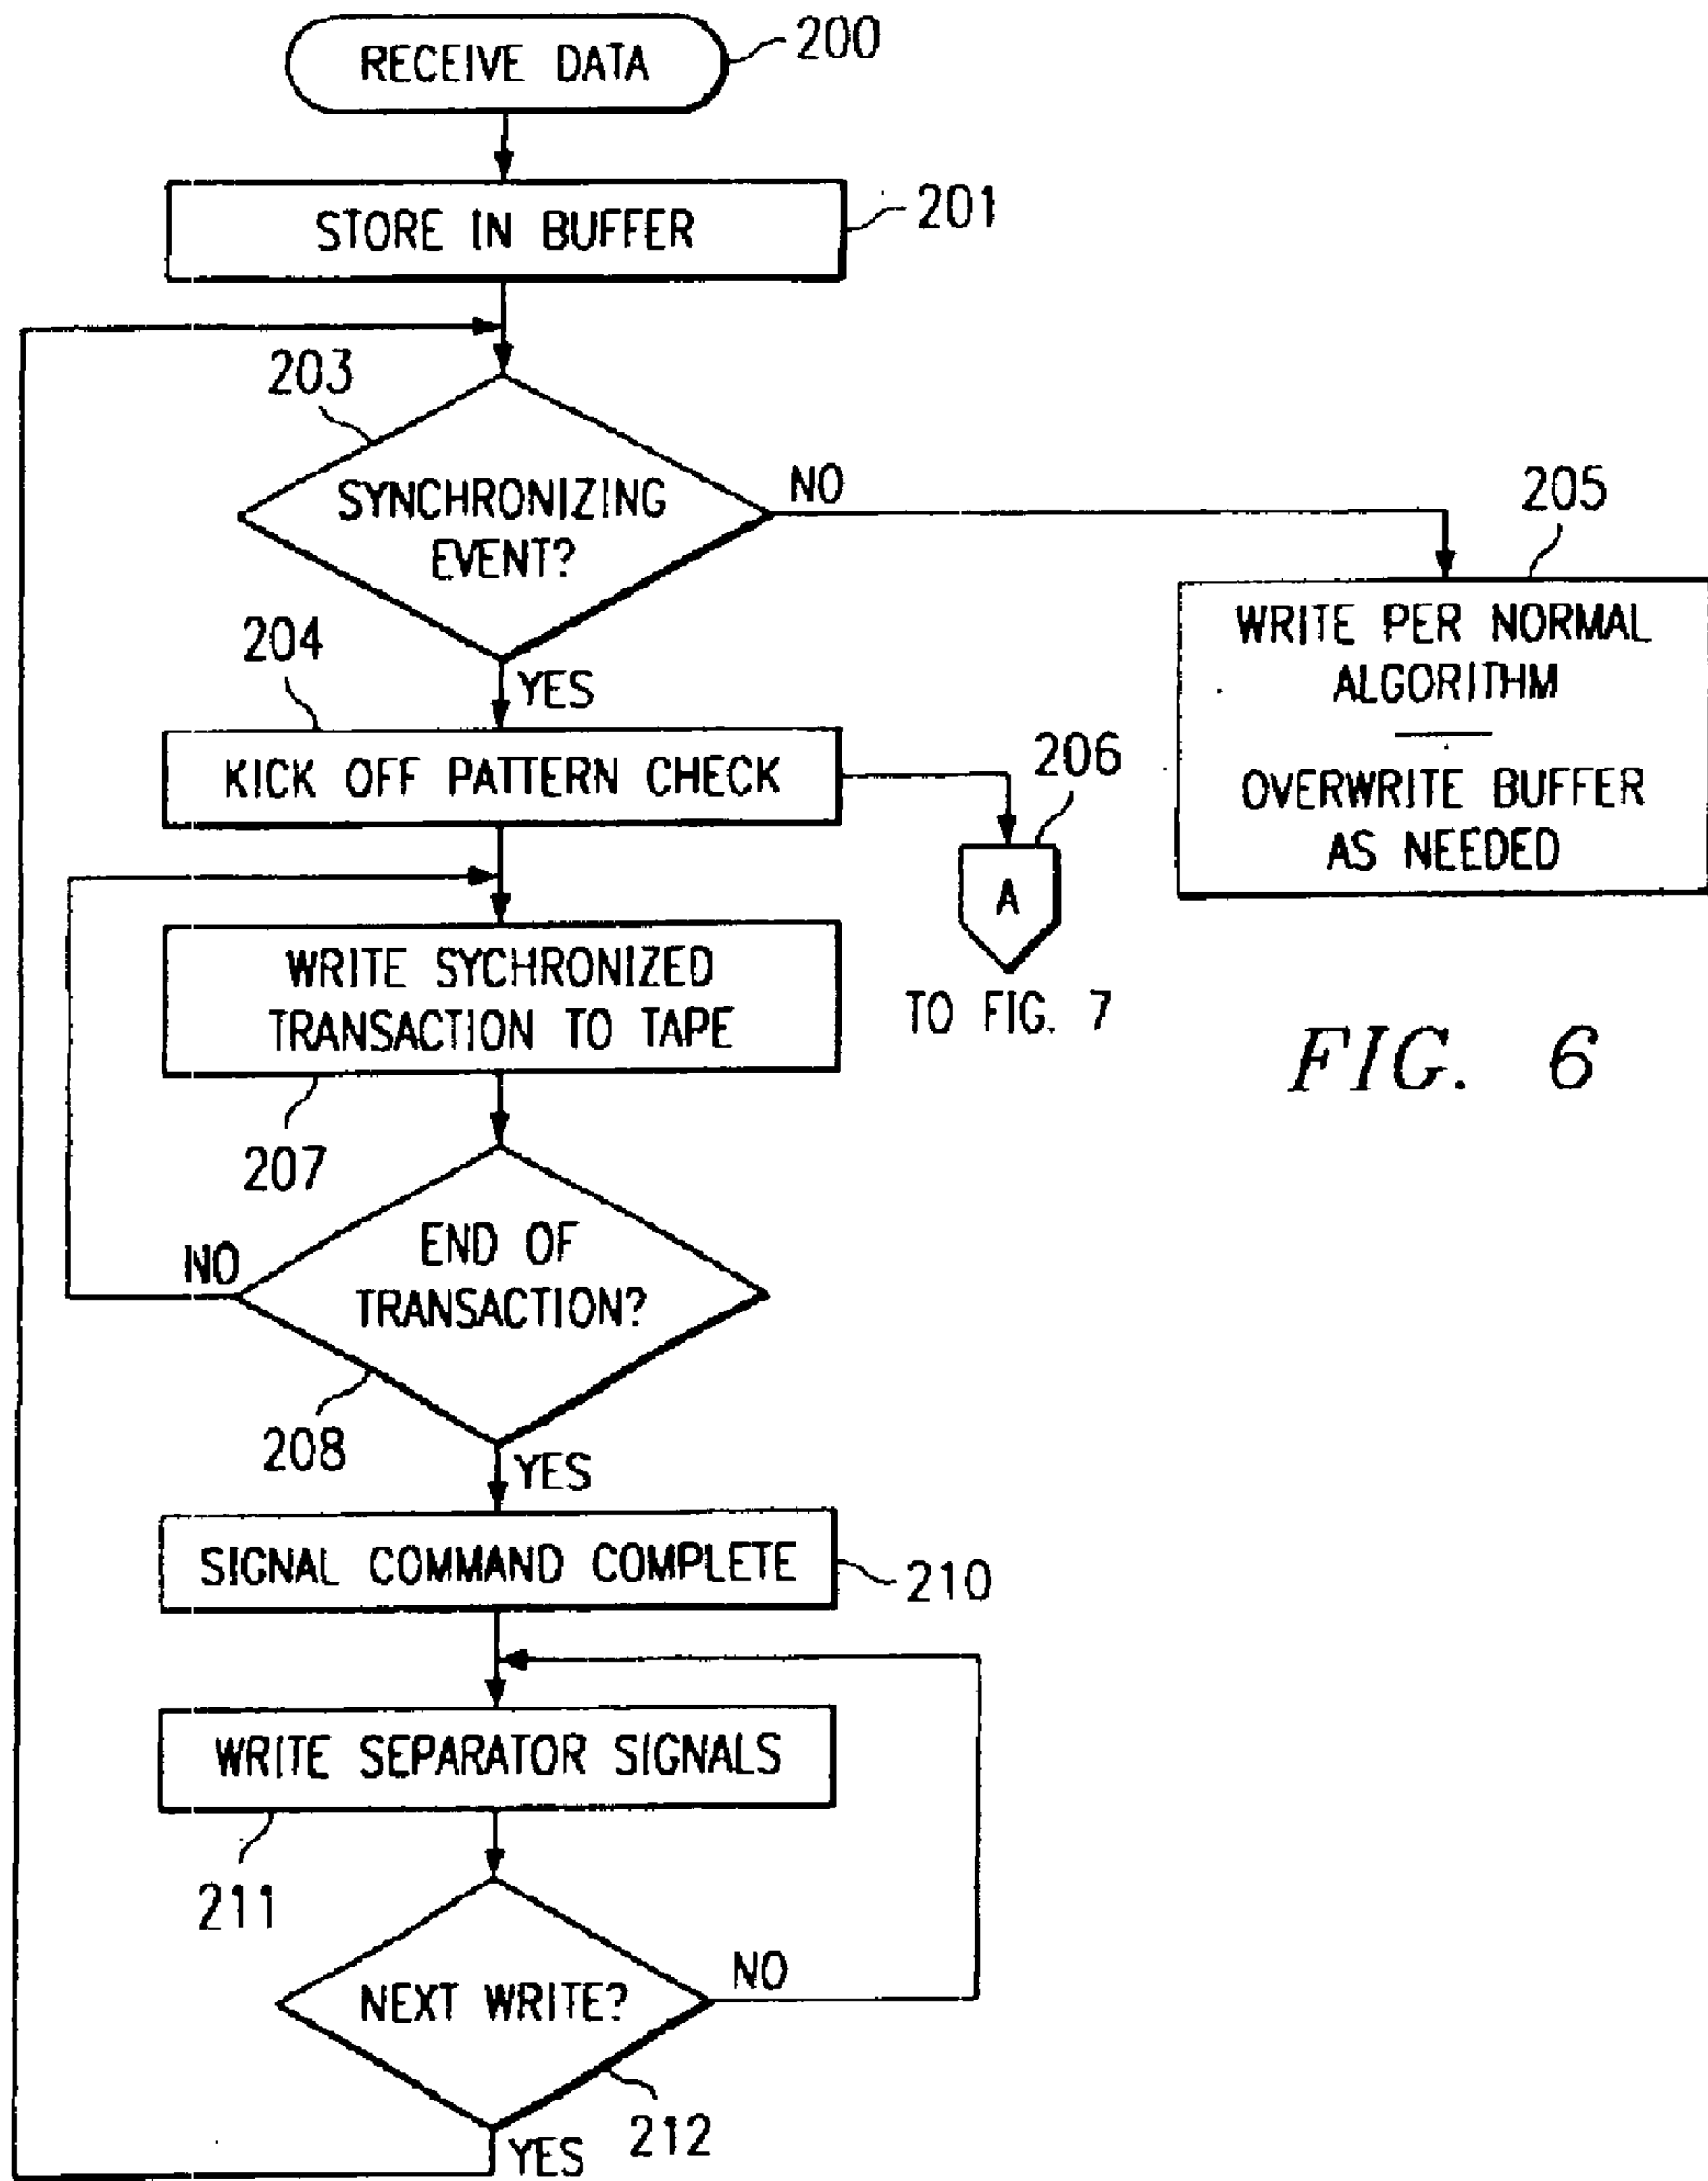 RECEIVE DATA
200
STORE IN BUFFER
201
203
SYNCHRONIZING
EVENT?
NO
YES
205
WRITE PER NORMAL
ALGORITHM
OVERWRITE BUFFER
AS NEEDED
204
KICK OFF PATTERN CHECK
206
A
TO FIG. 7
WRITE SYCHRONIZED
TRANSACTION TO TAPE
207
FIG. 6
END OF
TRANSACTION?
NO
208
YES
SIGNAL COMMAND COMPLETE
210
WRITE SEPARATOR SIGNALS
211
NEXT WRITE?
NO
212
YES